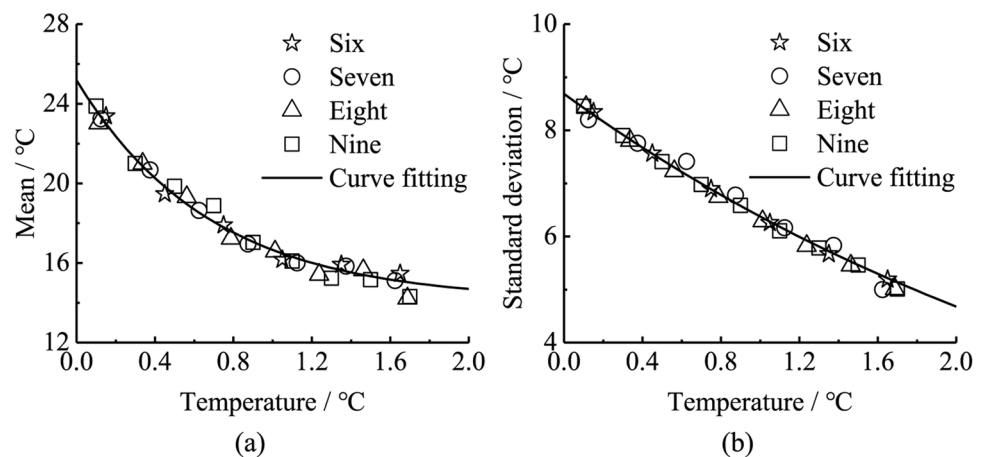 28
24
20
16
12
Mean / °C
Six
Seven
Eight
Nine
Curve fitting
0.0 0.4 0.8 1.2 1.6 2.0
Temperature / °C
(a)
10
8
6
4
Standard deviation / °C
Six
Seven
Eight
Nine
Curve fitting
0.0 0.4 0.8 1.2 1.6 2.0
Temperature / °C
(b)